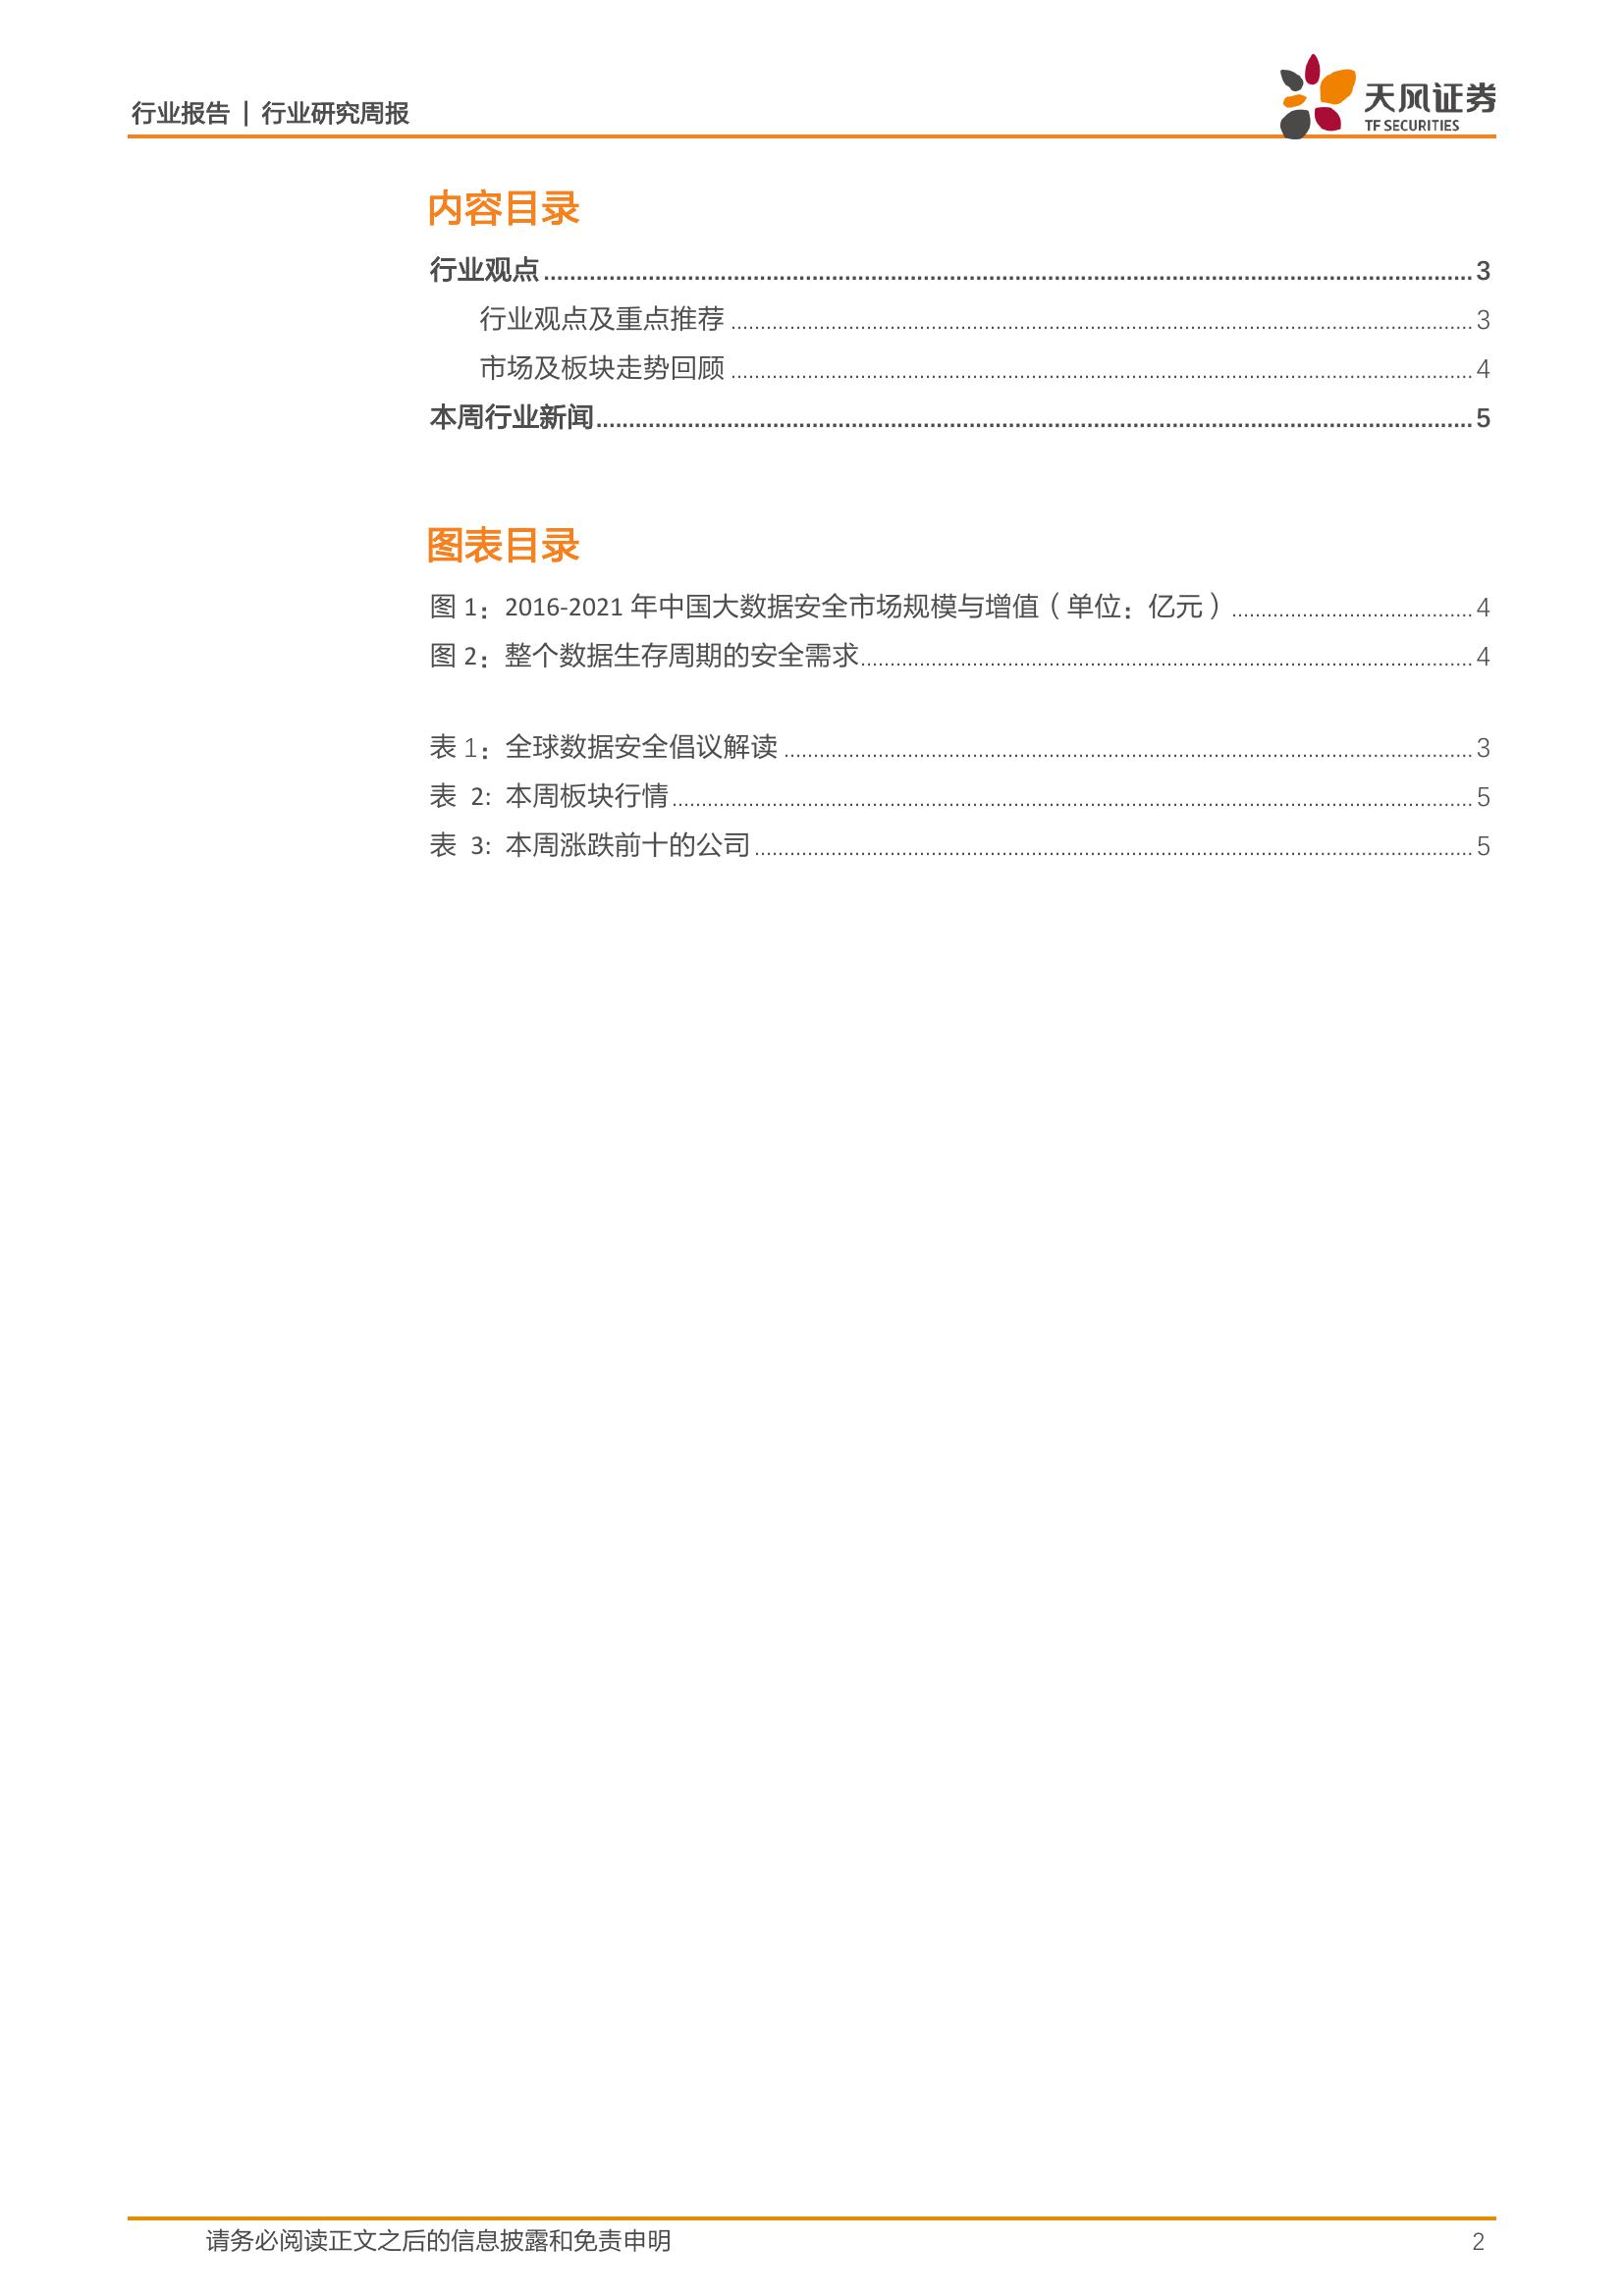 行业报告 | 行业研究周报
天风证券
TF SECURITIES
内容目录
行业观点 3
行业观点及重点推荐 3
市场及板块走势回顾 4
本周行业新闻 5
图表目录
图 1：2016-2021 年中国大数据安全市场规模与增值（单位：亿元） 4
图 2：整个数据生存周期的安全需求 4
表 1：全球数据安全倡议解读 3
表 2: 本周板块行情 5
表 3: 本周涨跌前十的公司 5
请务必阅读正文之后的信息披露和免责申明 2